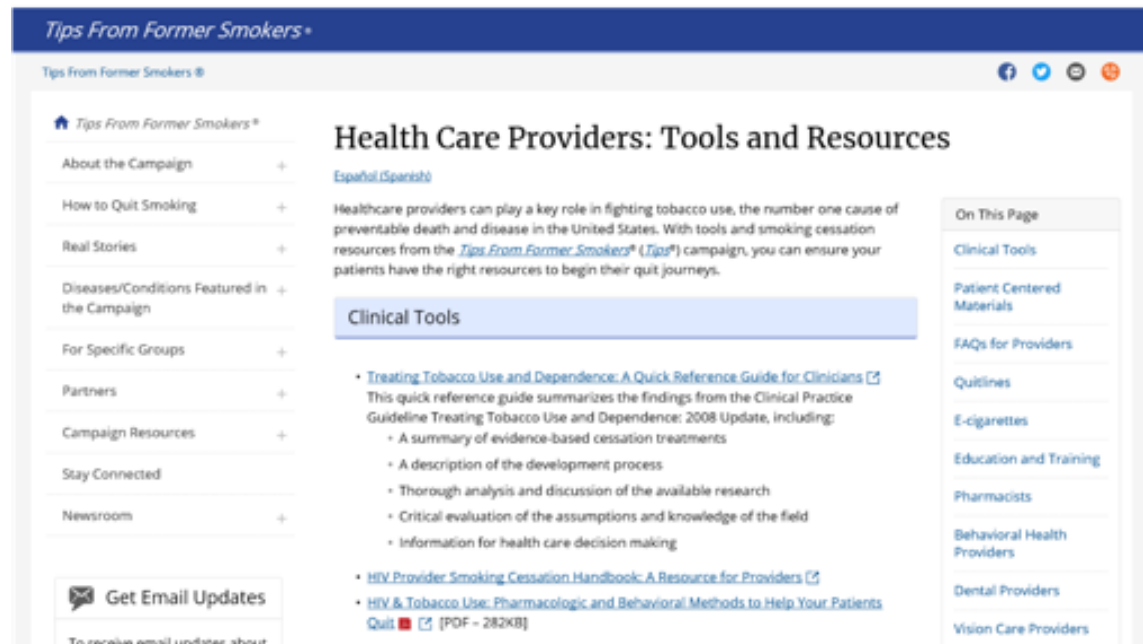 Tips From Former Smokers®
Tips From Former Smokers ®
Tips From Former Smokers®
About the Campaign
How to Quit Smoking
Real Stories
Diseases/Conditions Featured in
the Campaign
For Specific Groups
Partners
Campaign Resources
Stay Connected
Newsroom
Get Email Updates
To receive email updates about
Health Care Providers: Tools and Resources
Español (Spanish)
Healthcare providers can play a key role in fighting tobacco use, the number one cause of
preventable death and disease in the United States. With tools and smoking cessation
resources from the Tips From Former Smokers® (Tips®) campaign, you can ensure your
patients have the right resources to begin their quit journeys.
Clinical Tools
• Treating Tobacco Use and Dependence: A Quick Reference Guide for Clinicians
This quick reference guide summarizes the findings from the Clinical Practice
Guideline Treating Tobacco Use and Dependence: 2008 Update, including:
◦ A summary of evidence-based cessation treatments
◦ A description of the development process
◦ Thorough analysis and discussion of the available research
◦ Critical evaluation of the assumptions and knowledge of the field
◦ Information for health care decision making
• HIV Provider Smoking Cessation Handbook: A Resource for Providers
• HIV & Tobacco Use: Pharmacologic and Behavioral Methods to Help Your Patients
Quit [PDF – 282KB]
On This Page
Clinical Tools
Patient Centered
Materials
FAQs for Providers
Quitlines
E-cigarettes
Education and Training
Pharmacists
Behavioral Health
Providers
Dental Providers
Vision Care Providers